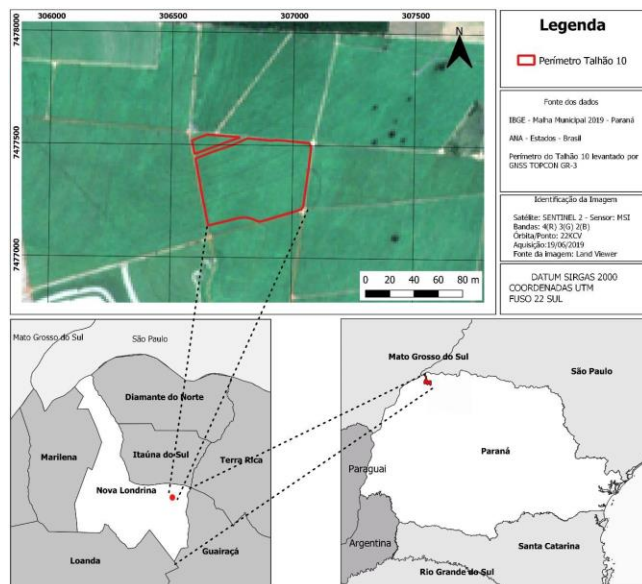 306000 306500 307000 307500
7478000
7477500
7477000
N
0 20 40 60 80 m
Legenda
Perímetro Talhão 10
Fonte dos dados
IBGE - Malha Municipal 2019 - Paraná
ANA - Estados - Brasil
Perímetro do Talhão 10 levantado por
GNSS TOPCON GR-3
Identificação da Imagem
Satélite: SENTINEL 2 - Sensor: MSI
Bandas: 4(R) 3(G) 2(B)
Órbita/Ponto: 22KCV
Aquisição:19/06/2019
Fonte da imagem: Land Viewer
DATUM SIRGAS 2000
COORDENADAS UTM
FUSO 22 SUL
Mato Grosso do Sul
São Paulo
Diamante do Norte
Marilena
Itaúna do Sul
Terra Rica
Nova Londrina
Loanda
Guairaçá
Mato Grosso do Sul
São Paulo
Paraguai
Paraná
Argentina
Santa Catarina
Rio Grande do Sul